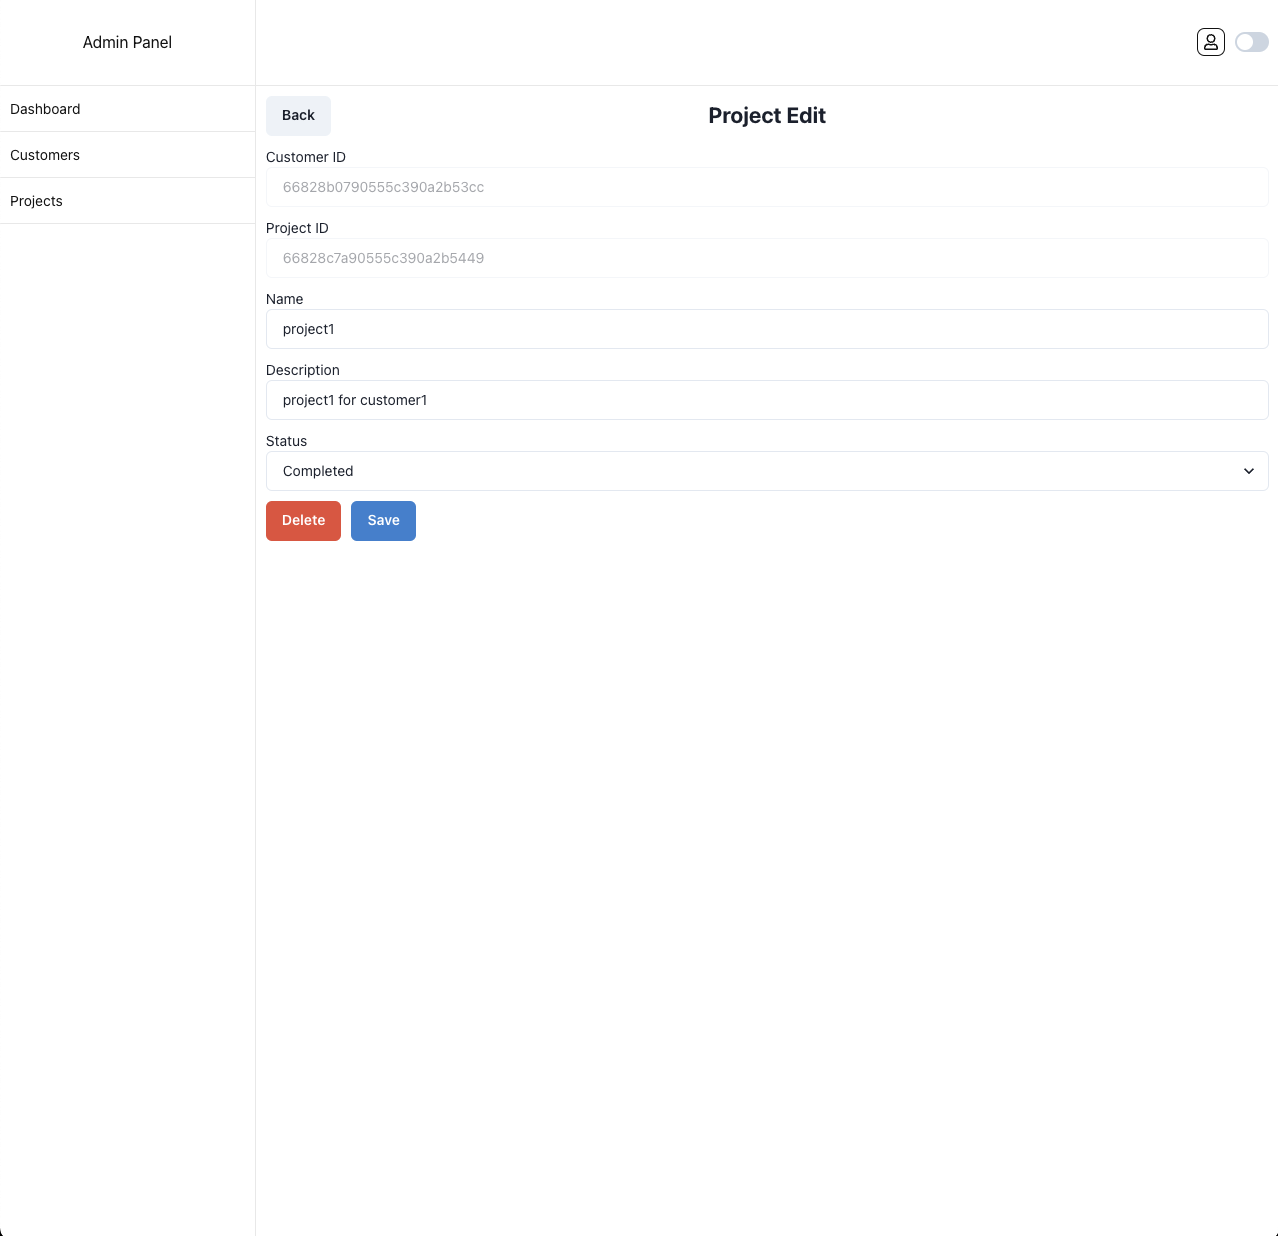 Admin Panel
Dashboard
Customers
Projects
Back
Project Edit
Customer ID
66828b0790555c390a2b53cc
Project ID
66828c7a90555c390a2b5449
Name
project1
Description
project1 for customer1
Status
Completed
Delete
Save